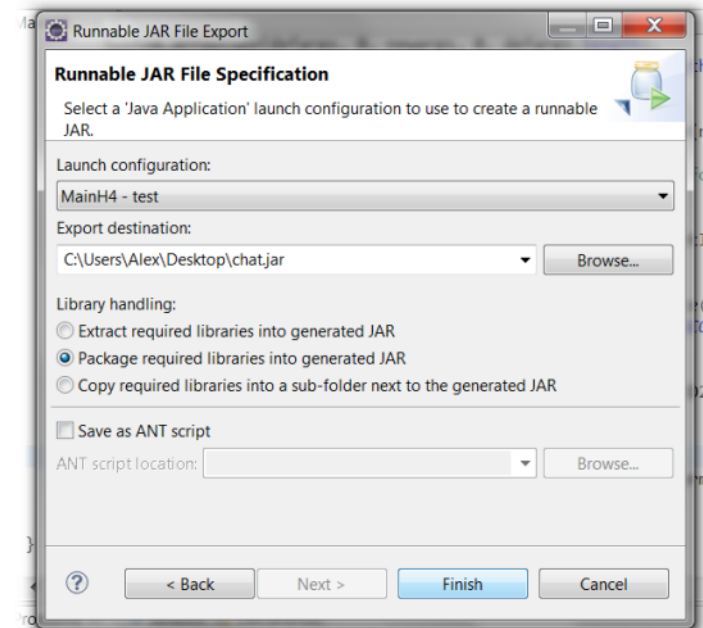 Ma
Runnable JAR File Export
Runnable JAR File Specification
Select a 'Java Application' launch configuration to use to create a runnable
JAR.
Launch configuration:
MainH4 - test
Export destination:
C:\Users\Alex\Desktop\chat.jar
Browse...
Library handling:
Extract required libraries into generated JAR
Package required libraries into generated JAR
Copy required libraries into a sub-folder next to the generated JAR
Save as ANT script
ANT script location:
Browse...
}
?
< Back
Next >
Finish
Cancel